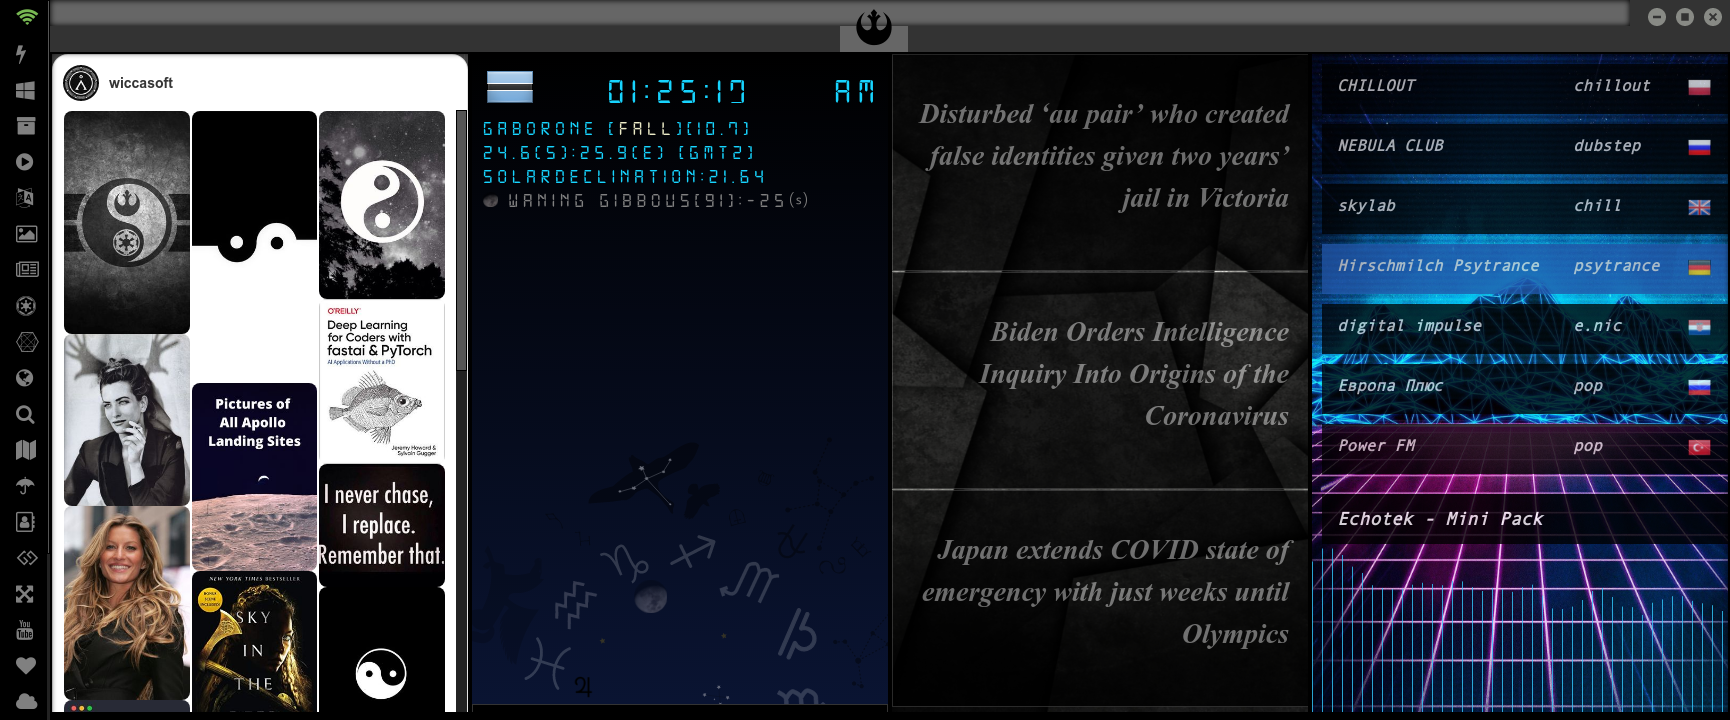 wiccasoft
O'REILLY
Deep Learning
for Coders with
fastai & PyTorch
AI Applications Without a PhD
Jeremy Howard &
Sylvain Gugger
Pictures of
All Apollo
Landing Sites
I never chase,
I replace.
Remember that.
NEW YORK TIMES BESTSELLER
SKY
IN
THE
01:25:17 AM
GABORONE [FALL][10.7]
24.6(S):25.9(E) [GMT2]
SOLARDECLINATION:21.64
WANING GIBBOUS[91]:-25(s)
Disturbed ‘au pair’ who created
false identities given two years’
jail in Victoria
Biden Orders Intelligence
Inquiry Into Origins of the
Coronavirus
Japan extends COVID state of
emergency with just weeks until
Olympics
CHILLOUT chillout
NEBULA CLUB dubstep
skylab chill
Hirschmilch Psytrance psytrance
digital impulse e.nic
Европа Плюс pop
Power FM pop
Echotek - Mini Pack
You
Tube